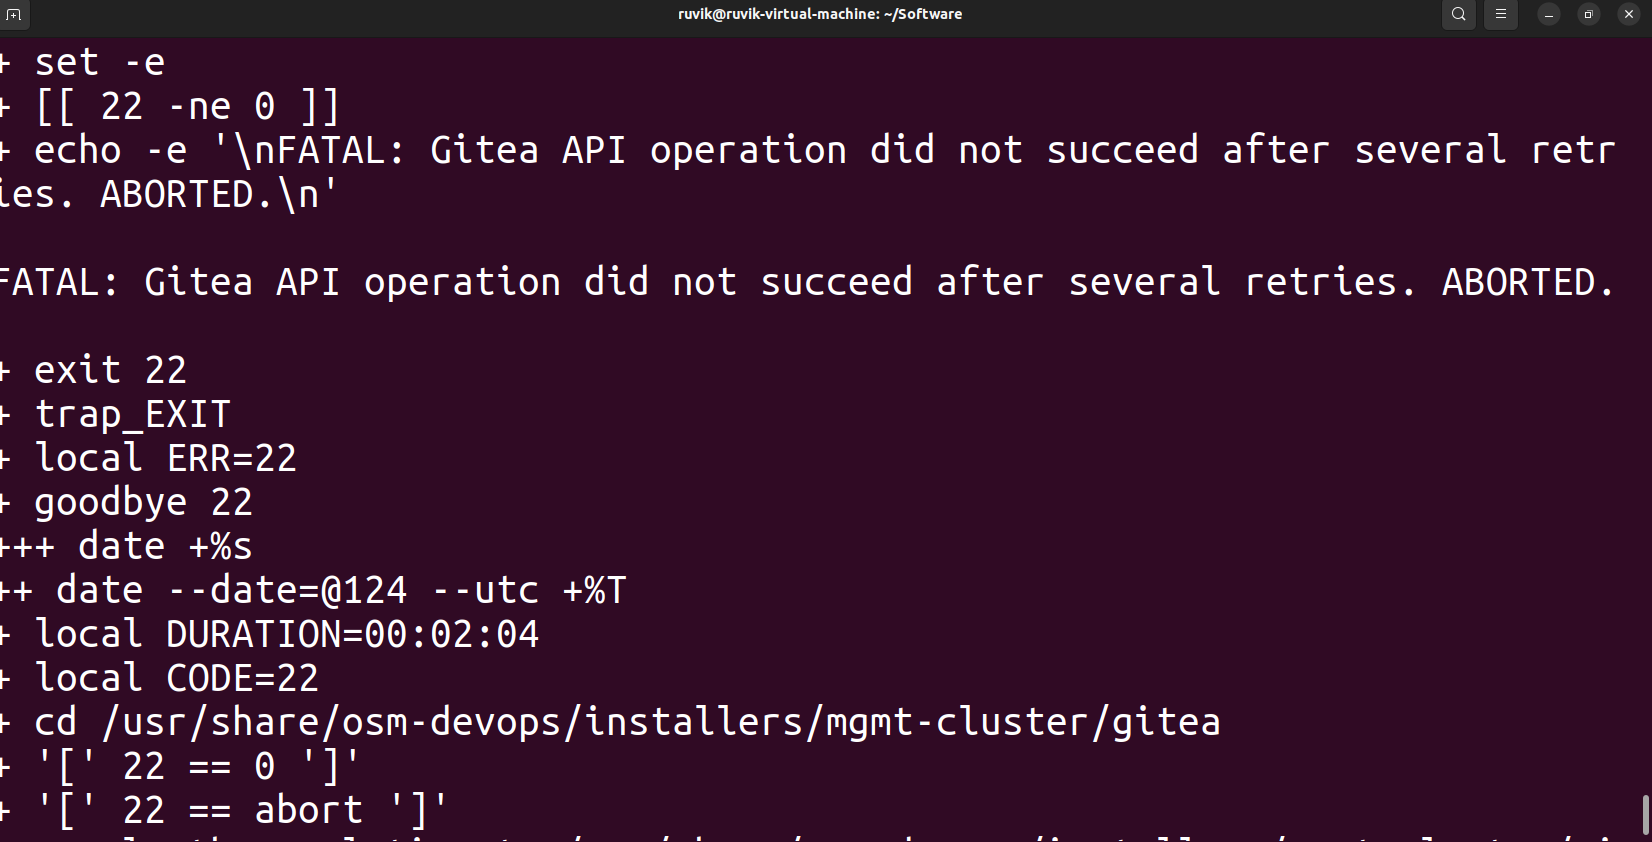 ruvik@ruvik-virtual-machine: ~/Software
+ set -e
+ [[ 22 -ne 0 ]]
+ echo -e '\nFATAL: Gitea API operation did not succeed after several retr
ies. ABORTED.\n'
FATAL: Gitea API operation did not succeed after several retries. ABORTED.
+ exit 22
+ trap_EXIT
+ local ERR=22
+ goodbye 22
+++ date +%s
++ date --date=@124 --utc +%T
+ local DURATION=00:02:04
+ local CODE=22
+ cd /usr/share/osm-devops/installers/mgmt-cluster/gitea
+ '[' 22 == 0 ']'
+ '[' 22 == abort ']'